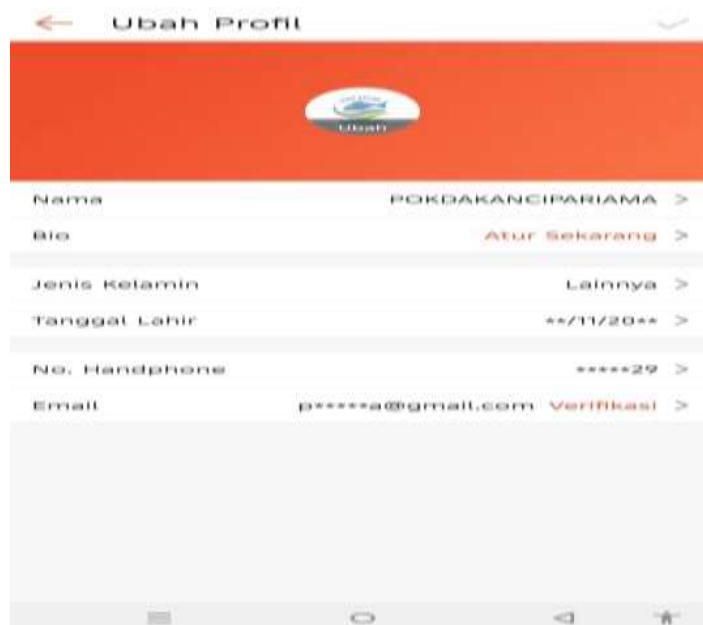 Ubah Profil
Ubah
Nama POKDAKANCIPARIAMA >
Bio Atur Sekarang >
Jenis Kelamin Lainnya >
Tanggal Lahir **/11/20** >
No. Handphone *****29 >
Email p*****a@gmail.com Verifikasi >